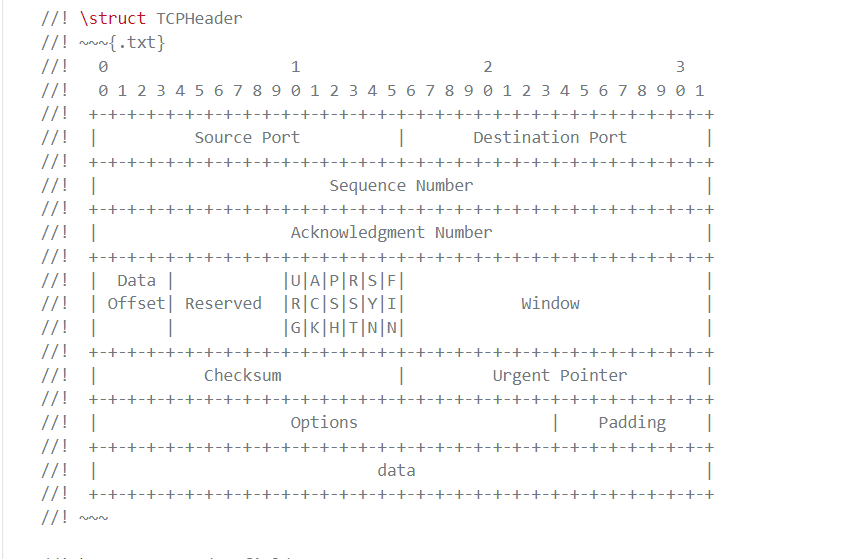 //! \struct TCPHeader
//! ~~~{.txt}
//!   0                   1                   2                   3
//!   0 1 2 3 4 5 6 7 8 9 0 1 2 3 4 5 6 7 8 9 0 1 2 3 4 5 6 7 8 9 0 1
//!  +-+-+-+-+-+-+-+-+-+-+-+-+-+-+-+-+-+-+-+-+-+-+-+-+-+-+-+-+-+-+-+-+
//!  |          Source Port          |       Destination Port        |
//!  +-+-+-+-+-+-+-+-+-+-+-+-+-+-+-+-+-+-+-+-+-+-+-+-+-+-+-+-+-+-+-+-+
//!  |                        Sequence Number                        |
//!  +-+-+-+-+-+-+-+-+-+-+-+-+-+-+-+-+-+-+-+-+-+-+-+-+-+-+-+-+-+-+-+-+
//!  |                    Acknowledgment Number                      |
//!  +-+-+-+-+-+-+-+-+-+-+-+-+-+-+-+-+-+-+-+-+-+-+-+-+-+-+-+-+-+-+-+-+
//!  |  Data |           |U|A|P|R|S|F|                               |
//!  | Offset| Reserved  |R|C|S|S|Y|I|            Window             |
//!  |       |           |G|K|H|T|N|N|                               |
//!  +-+-+-+-+-+-+-+-+-+-+-+-+-+-+-+-+-+-+-+-+-+-+-+-+-+-+-+-+-+-+-+-+
//!  |           Checksum            |         Urgent Pointer        |
//!  +-+-+-+-+-+-+-+-+-+-+-+-+-+-+-+-+-+-+-+-+-+-+-+-+-+-+-+-+-+-+-+-+
//!  |                    Options                    |    Padding    |
//!  +-+-+-+-+-+-+-+-+-+-+-+-+-+-+-+-+-+-+-+-+-+-+-+-+-+-+-+-+-+-+-+-+
//!  |                             data                              |
//!  +-+-+-+-+-+-+-+-+-+-+-+-+-+-+-+-+-+-+-+-+-+-+-+-+-+-+-+-+-+-+-+-+
//! ~~~